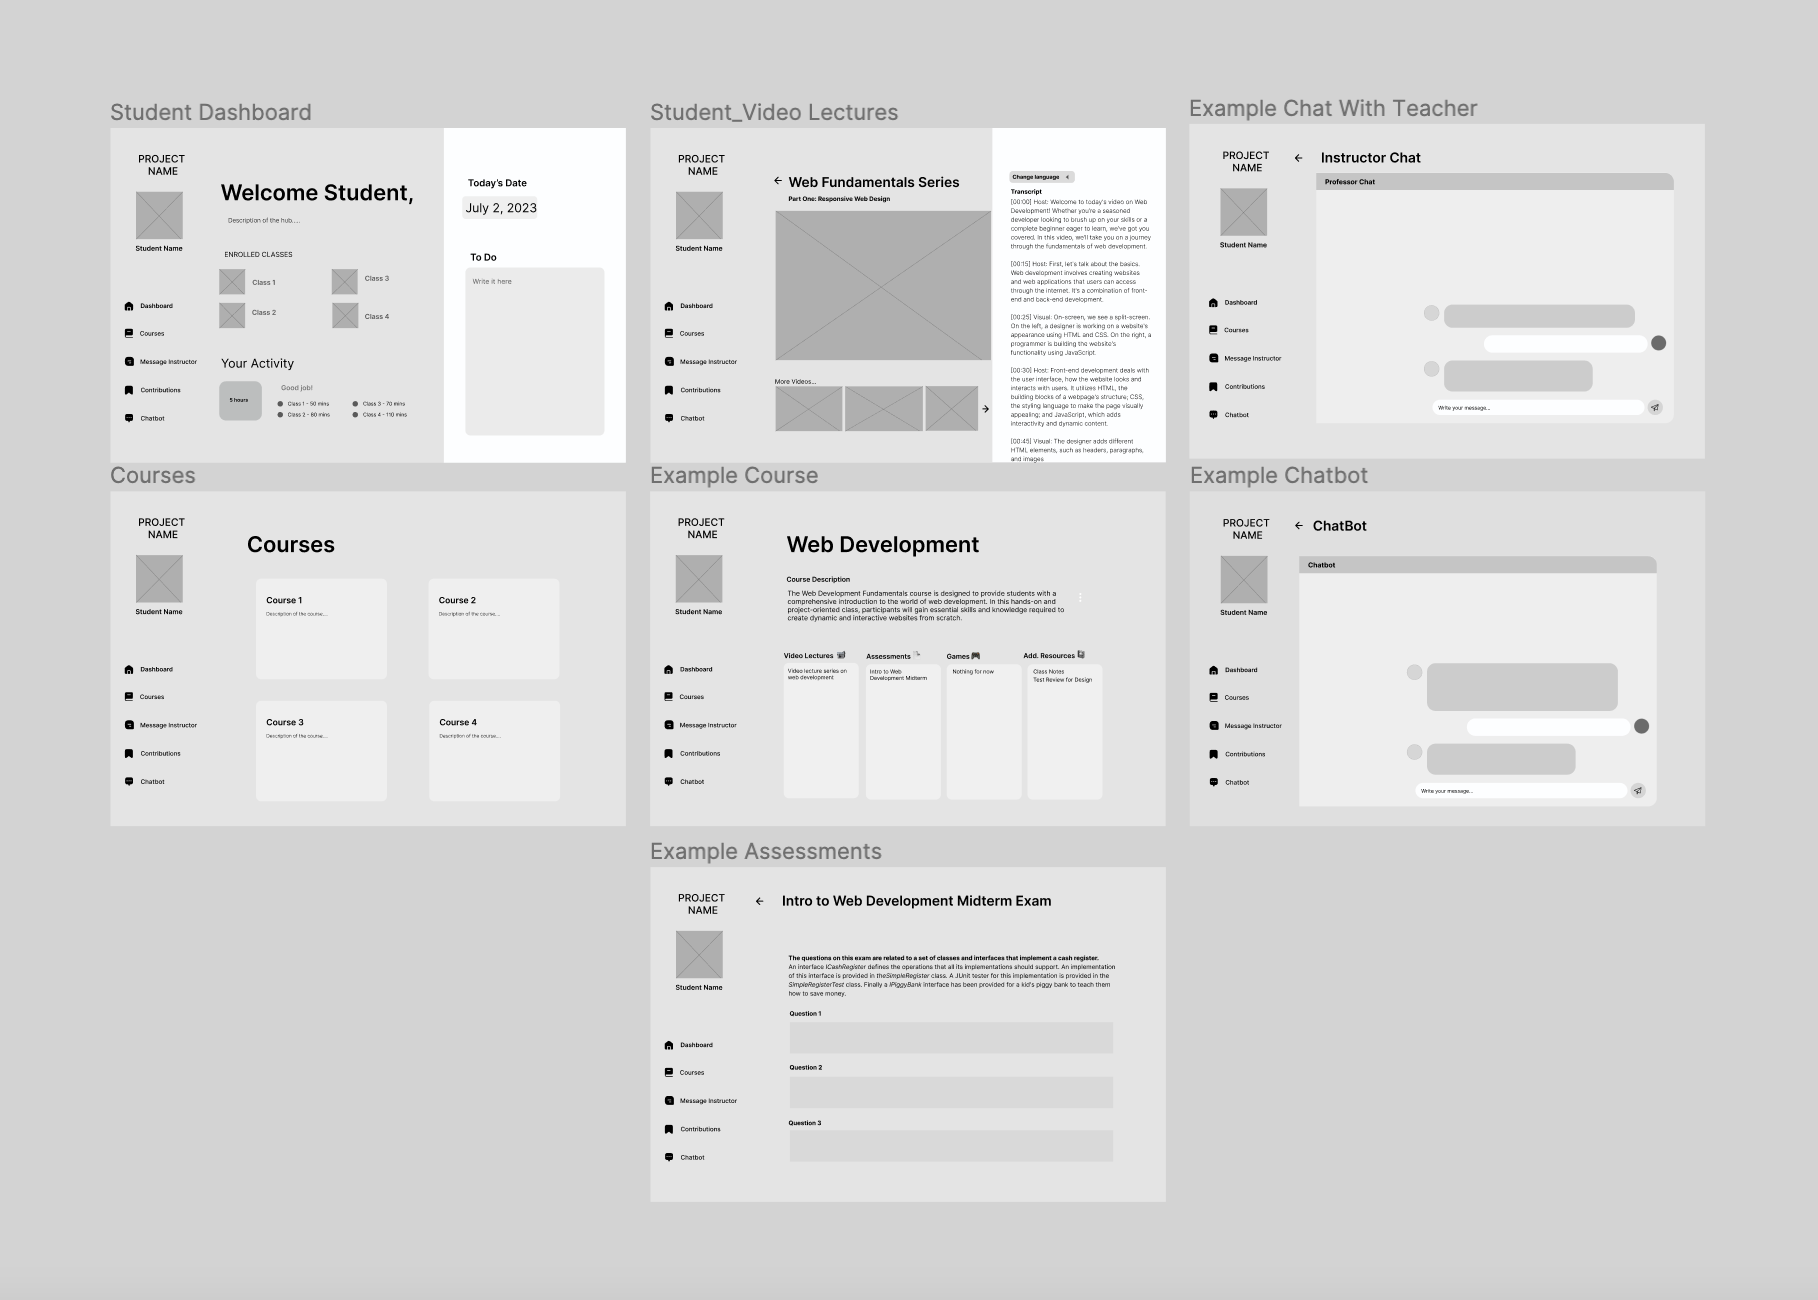 Student Dashboard
PROJECT
NAME
Student Name
Dashboard
Courses
Message Instructor
Contributions
Chatbot
Welcome Student,
Description of the hub.....
ENROLLED CLASSES
Class 1
Class 3
Class 2
Class 4
Your Activity
5 hours
Good job!
Class 1 - 50 mins
Class 3 - 70 mins
Class 2 - 80 mins
Class 4 - 110 mins
Today's Date
July 2, 2023
To Do
Write it here
Student_Video Lectures
PROJECT
NAME
Student Name
Dashboard
Courses
Message Instructor
Contributions
Chatbot
Web Fundamentals Series
Part One: Responsive Web Design
More Videos...
Change language
Transcript
[00:00] Host: Welcome to today's video on Web
Development! Whether you're a seasoned
developer looking to brush up on your skills or a
complete beginner eager to learn, we've got you
covered. In this video, we'll take you on a journey
through the fundamentals of web development.
[00:15] Host: First, let's talk about the basics.
Web development involves creating websites
and web applications that users can access
through the internet. It's a combination of front-
end and back-end development.
[00:25] Visual: On-screen, we see a split-screen.
On the left, a designer is working on a website's
appearance using HTML and CSS. On the right, a
programmer is building the website's
functionality using JavaScript.
[00:30] Host: Front-end development deals with
the user interface, how the website looks and
interacts with users. It utilizes HTML, the
building blocks of a webpage's structure; CSS,
the styling language to make the page visually
appealing; and JavaScript, which adds
interactivity and dynamic content.
[00:45] Visual: The designer adds different
HTML elements, such as headers, paragraphs,
and images
Example Chat With Teacher
PROJECT
NAME
Student Name
Dashboard
Courses
Message Instructor
Contributions
Chatbot
Instructor Chat
Professor Chat
Write your message...
Courses
PROJECT
NAME
Student Name
Dashboard
Courses
Message Instructor
Contributions
Chatbot
Courses
Course 1
Description of the course....
Course 2
Description of the course....
Course 3
Description of the course....
Course 4
Description of the course....
Example Course
PROJECT
NAME
Student Name
Dashboard
Courses
Message Instructor
Contributions
Chatbot
Web Development
Course Description
The Web Development Fundamentals course is designed to provide students with a
comprehensive introduction to the world of web development. In this hands-on and
project-oriented class, participants will gain essential skills and knowledge required to
create dynamic and interactive websites from scratch.
Video Lectures
Video lecture series on
web development
Assessments
Intro to Web
Development Midterm
Games
Nothing for now
Add. Resources
Class Notes
Test Review for Design
Example Chatbot
PROJECT
NAME
Student Name
Dashboard
Courses
Message Instructor
Contributions
Chatbot
ChatBot
Chatbot
Write your message...
Example Assessments
PROJECT
NAME
Student Name
Dashboard
Courses
Message Instructor
Contributions
Chatbot
Intro to Web Development Midterm Exam
The questions on this exam are related to a set of classes and interfaces that implement a cash register.
An interface ICashRegister defines the operations that all its implementations should support. An implementation
of this interface is provided in theSimpleRegister class. A JUnit tester for this implementation is provided in the
SimpleRegisterTest class. Finally a IPiggyBank interface has been provided for a kid's piggy bank to teach them
how to save money.
Question 1
Question 2
Question 3